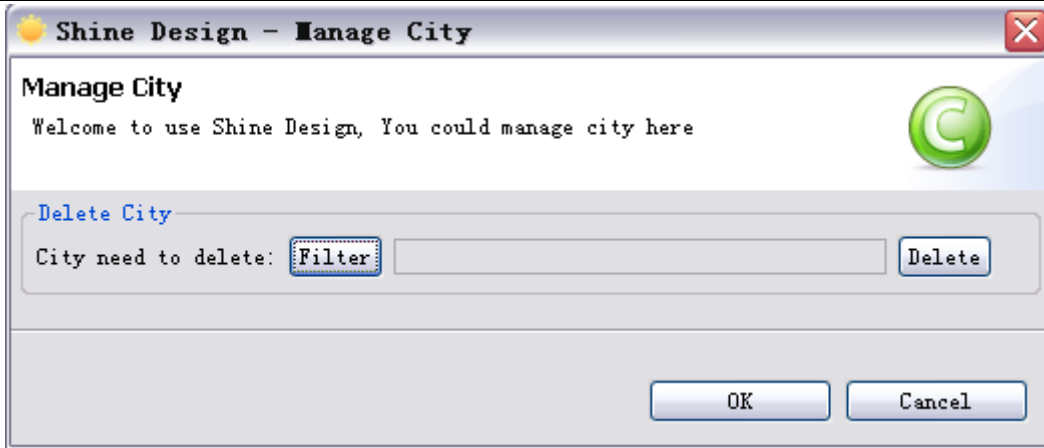 Shine Design - Manage City
Manage City
Welcome to use Shine Design, You could manage city here
C
Delete City
City need to delete: Filter Delete
OK Cancel